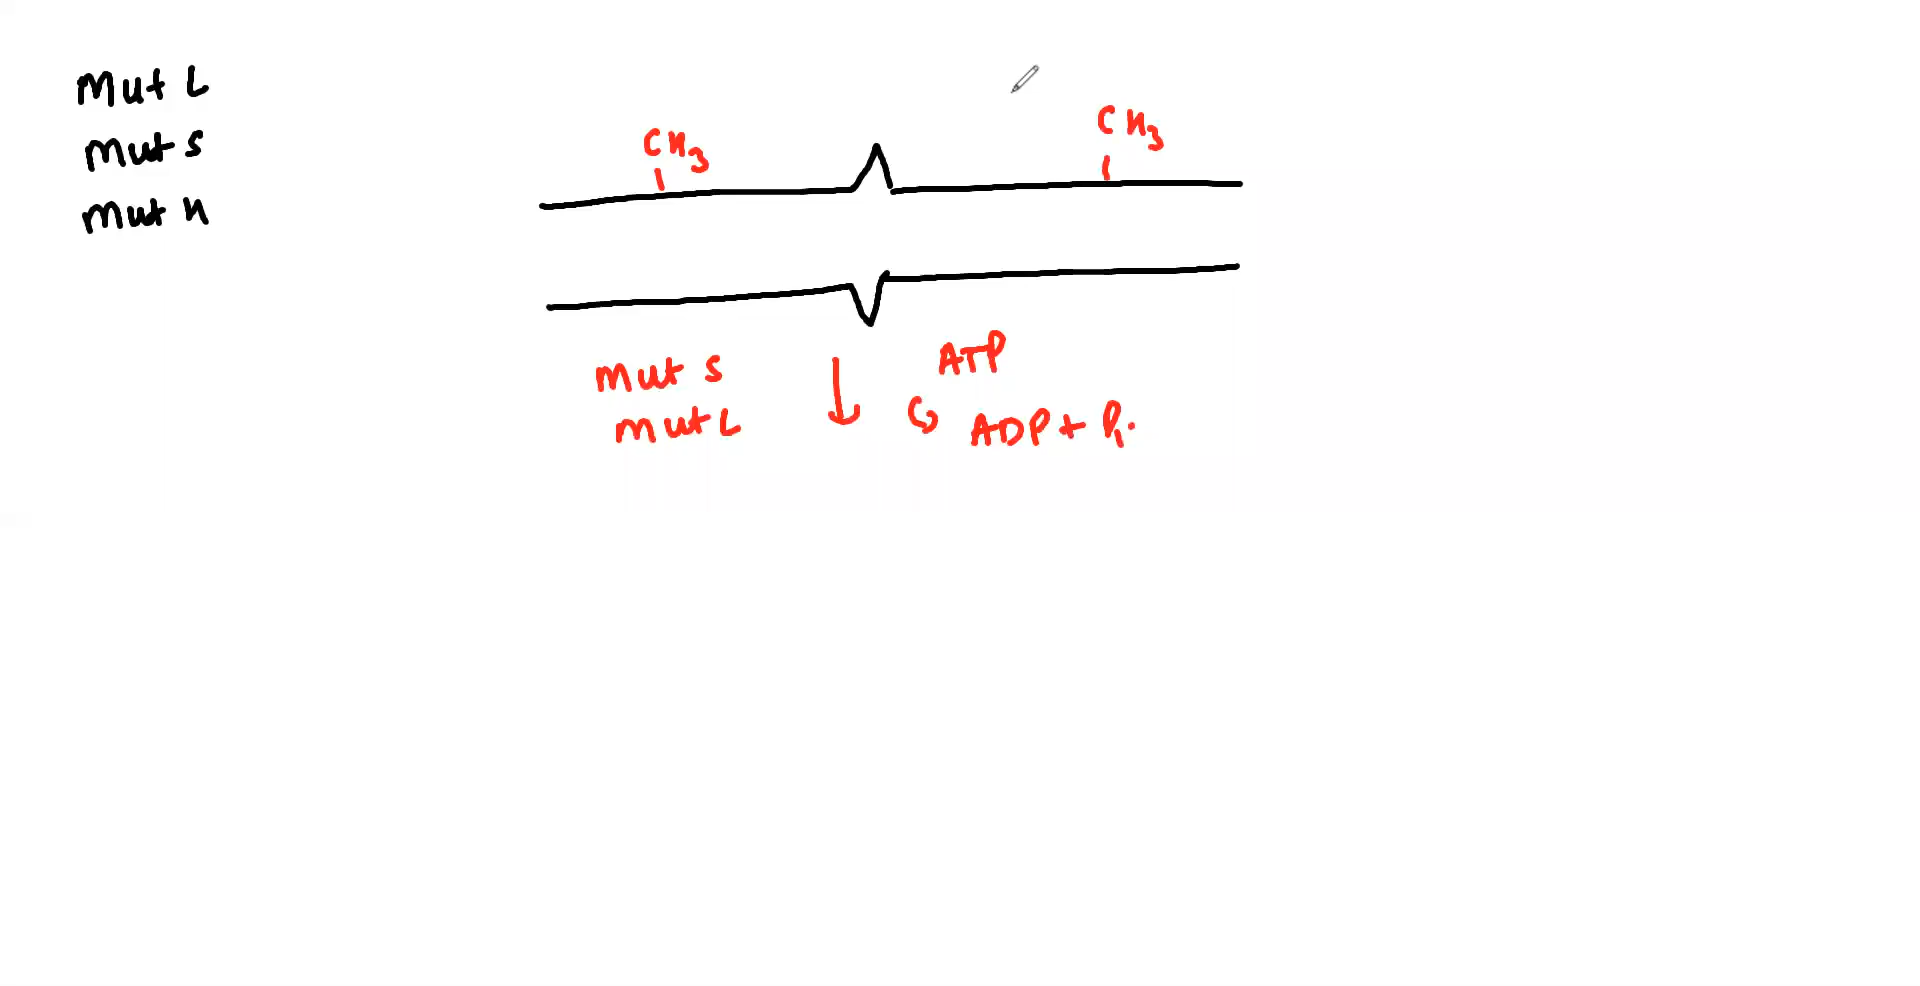 Mut L
Mut S
Mut H
CH3
CH3
Mut S
Mut L
ATP
ADP + Pi